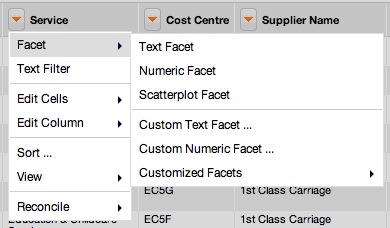 Service Cost Centre Supplier Name
Facet
Text Filter
Edit Cells
Edit Column
Sort ...
View
Reconcile
Text Facet
Numeric Facet
Scatterplot Facet
Custom Text Facet ...
Custom Numeric Facet ...
Customized Facets
EC5G 1st Class Carriage
Education & Childcare EC5F 1st Class Carriage